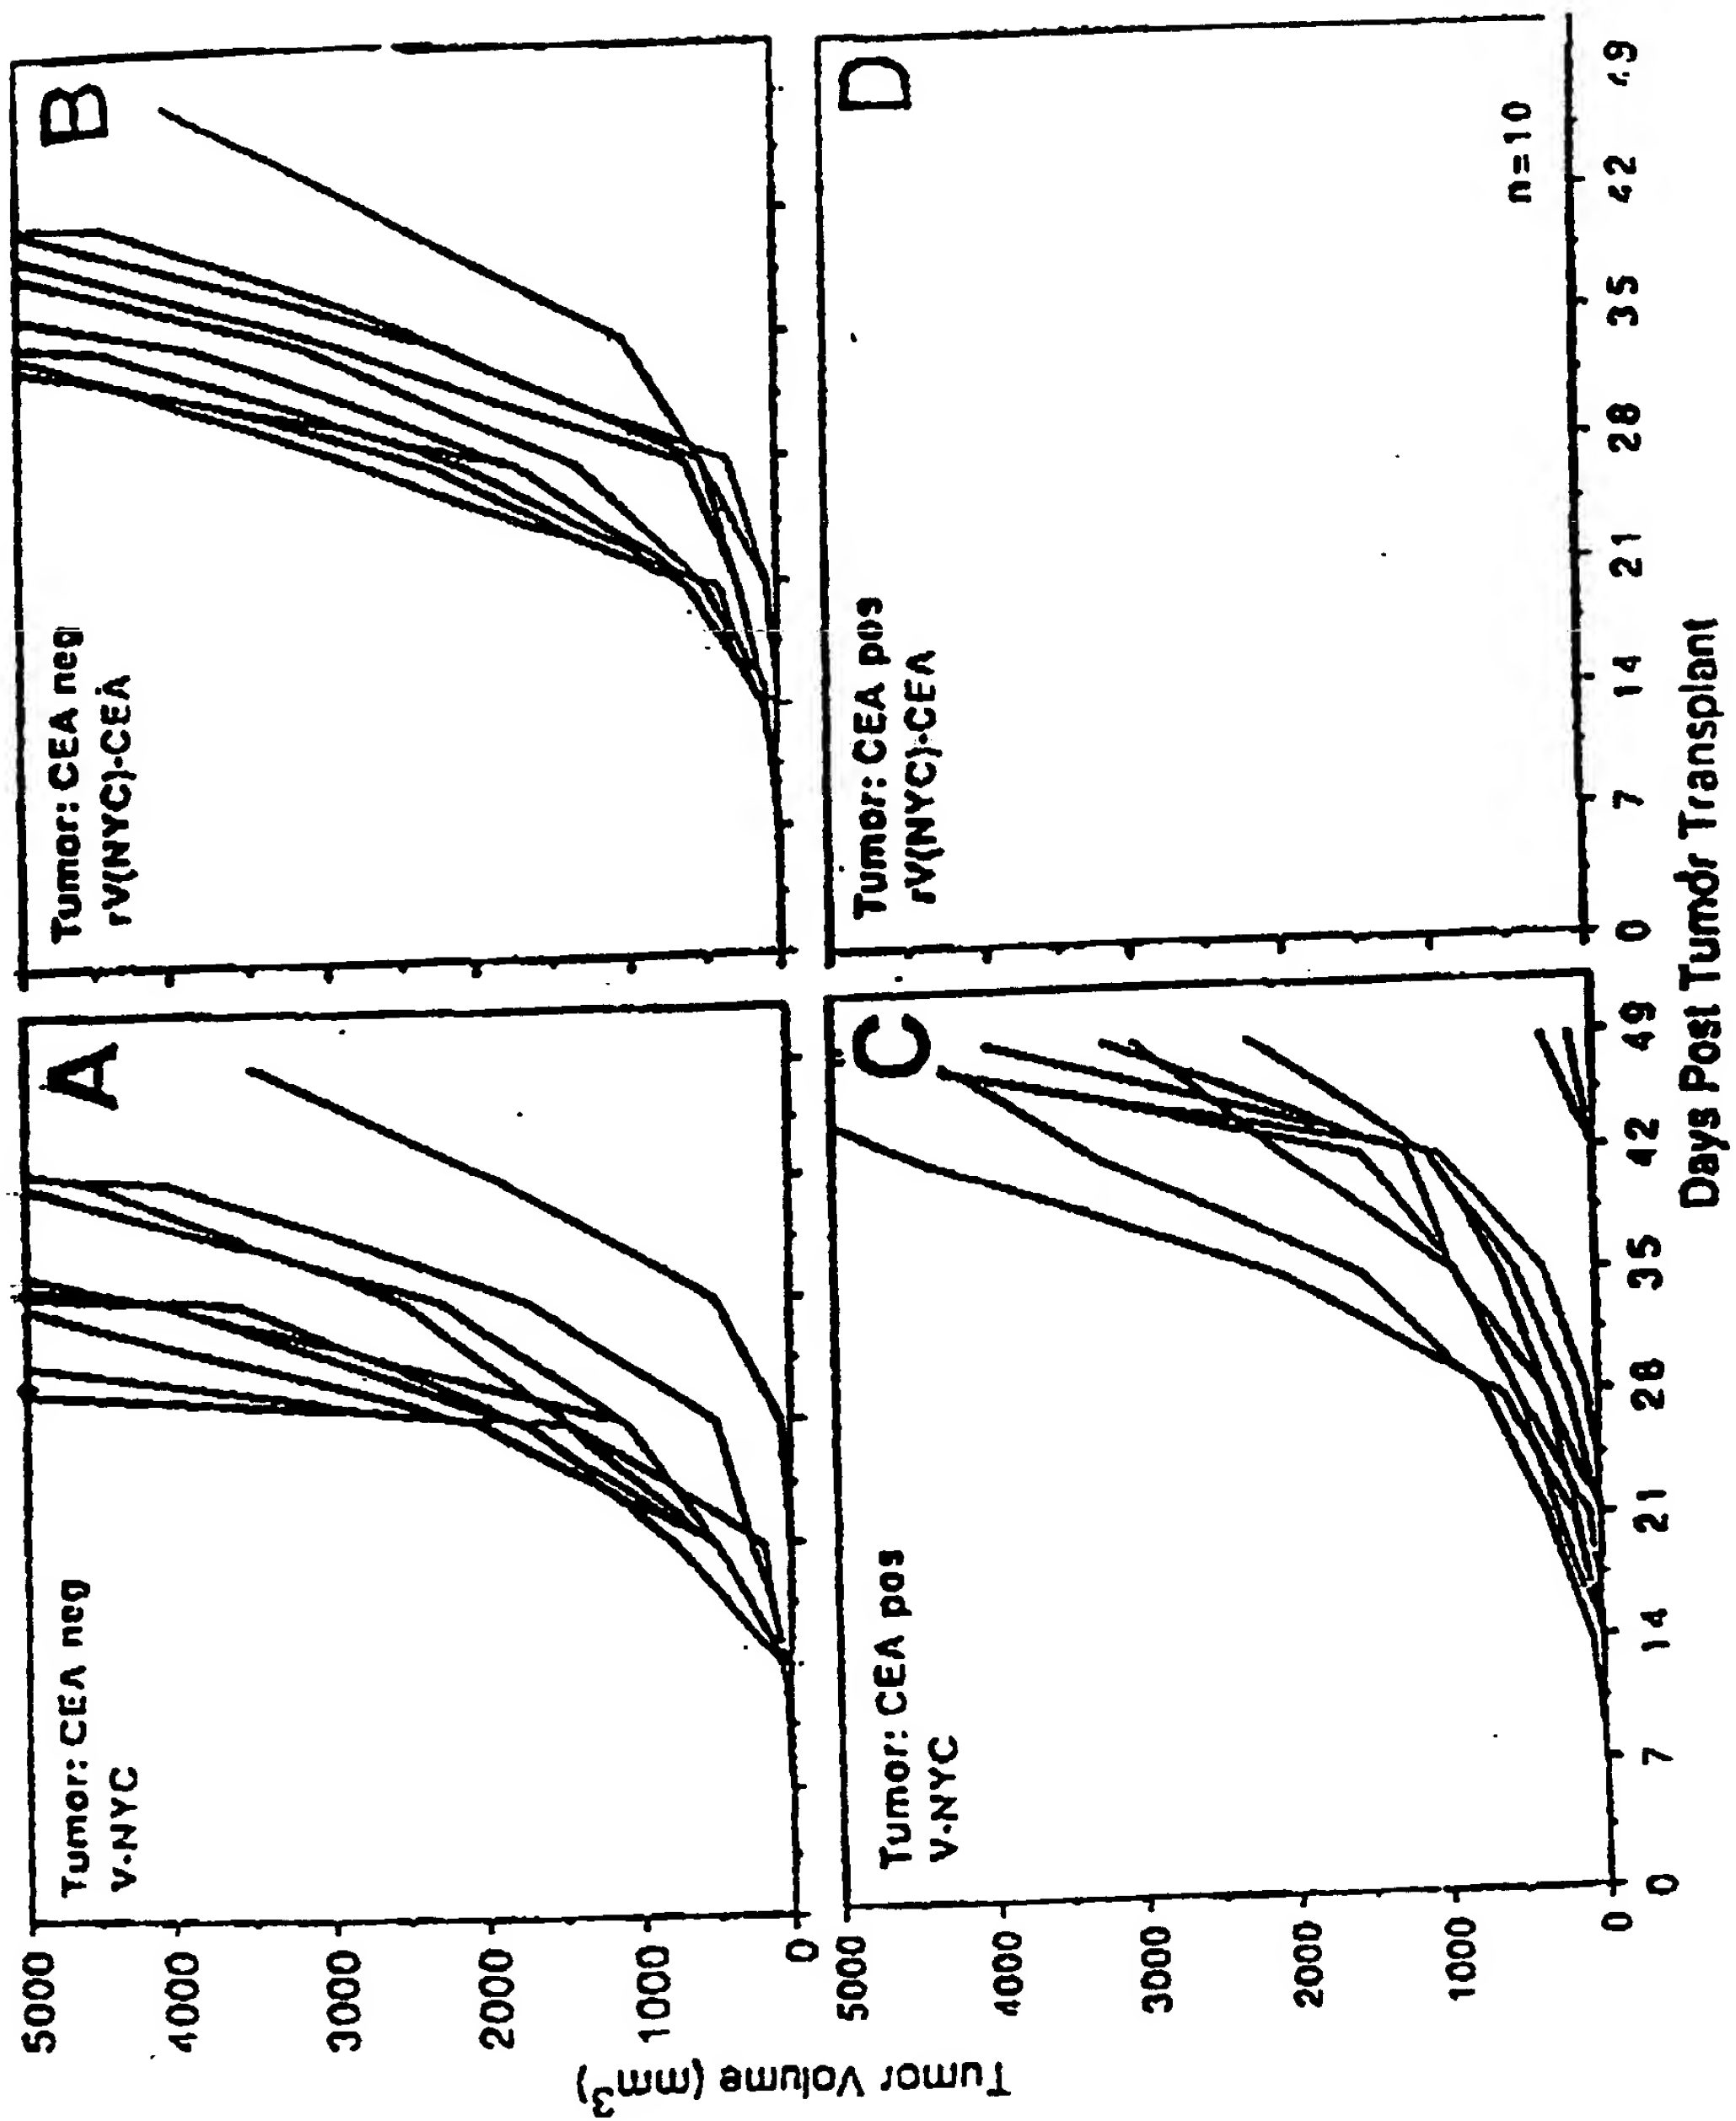 Tumor Volume (mm3)
Tumor: CEA neg
V-NYC
A
5000
4000
3000
2000
1000
0
Tumor: CEA neg
rV(NYC)-CEA
B
Tumor: CEA pos
V-NYC
C
5000
4000
3000
2000
1000
0
0 7 14 21 28 35 42 49
Tumor: CEA pos
rV(NYC)-CEA
D
n=10
0 7 14 21 28 35 42 49
Days Post Tumor Transplant